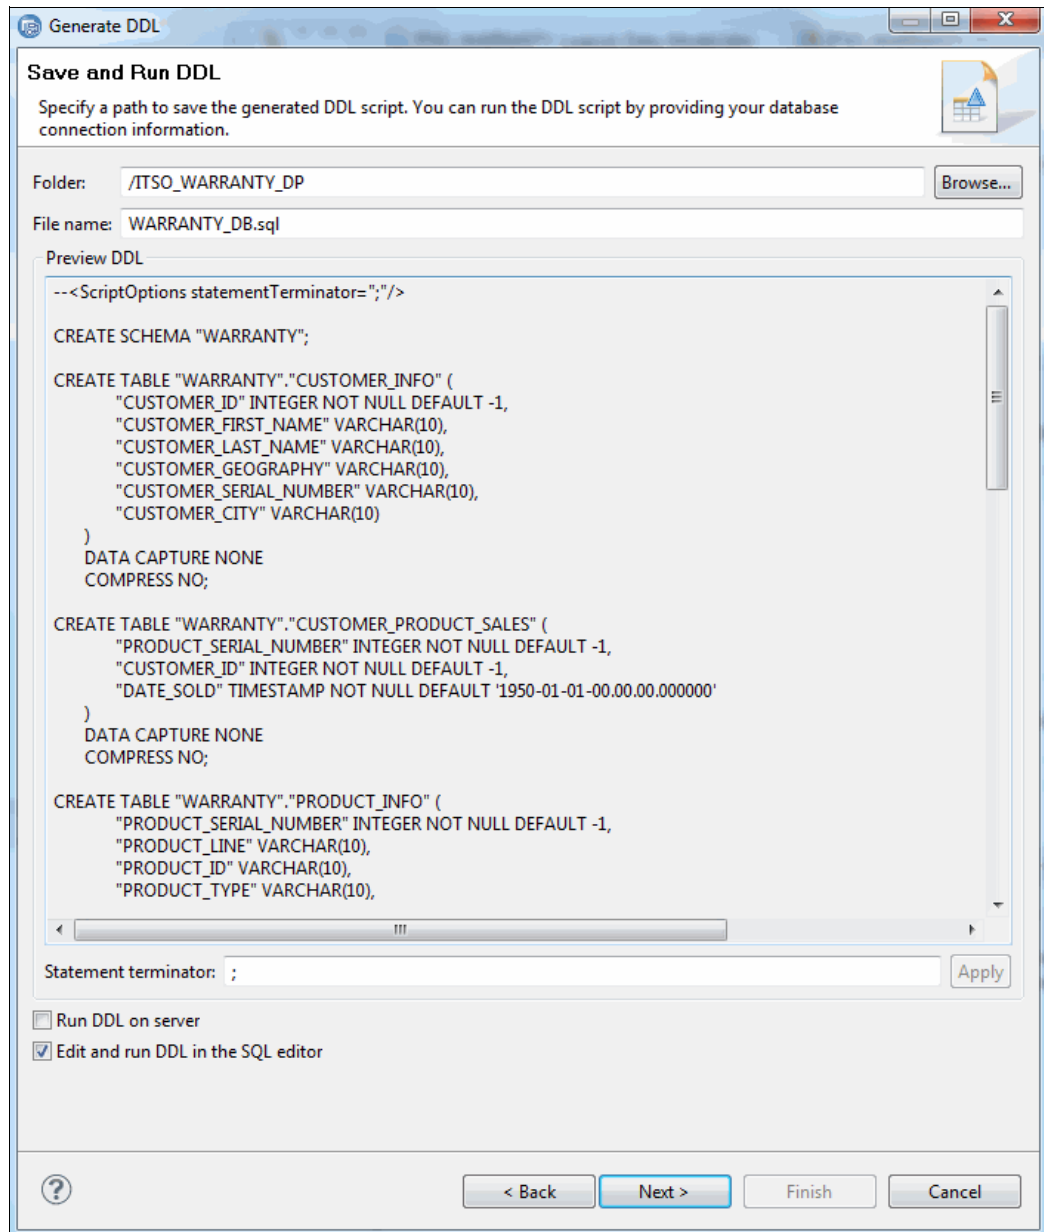 Generate DDL
Save and Run DDL
Specify a path to save the generated DDL script. You can run the DDL script by providing your database
connection information.
Folder: /ITSO_WARRANTY_DP Browse...
File name: WARRANTY_DB.sql
Preview DDL
--<ScriptOptions statementTerminator=";"/>
CREATE SCHEMA "WARRANTY";
CREATE TABLE "WARRANTY"."CUSTOMER_INFO" (
"CUSTOMER_ID" INTEGER NOT NULL DEFAULT -1,
"CUSTOMER_FIRST_NAME" VARCHAR(10),
"CUSTOMER_LAST_NAME" VARCHAR(10),
"CUSTOMER_GEOGRAPHY" VARCHAR(10),
"CUSTOMER_SERIAL_NUMBER" VARCHAR(10),
"CUSTOMER_CITY" VARCHAR(10)
)
DATA CAPTURE NONE
COMPRESS NO;
CREATE TABLE "WARRANTY"."CUSTOMER_PRODUCT_SALES" (
"PRODUCT_SERIAL_NUMBER" INTEGER NOT NULL DEFAULT -1,
"CUSTOMER_ID" INTEGER NOT NULL DEFAULT -1,
"DATE_SOLD" TIMESTAMP NOT NULL DEFAULT '1950-01-01-00.00.00.000000'
)
DATA CAPTURE NONE
COMPRESS NO;
CREATE TABLE "WARRANTY"."PRODUCT_INFO" (
"PRODUCT_SERIAL_NUMBER" INTEGER NOT NULL DEFAULT -1,
"PRODUCT_LINE" VARCHAR(10),
"PRODUCT_ID" VARCHAR(10),
"PRODUCT_TYPE" VARCHAR(10),
Statement terminator: ; Apply
Run DDL on server
Edit and run DDL in the SQL editor
? < Back Next > Finish Cancel